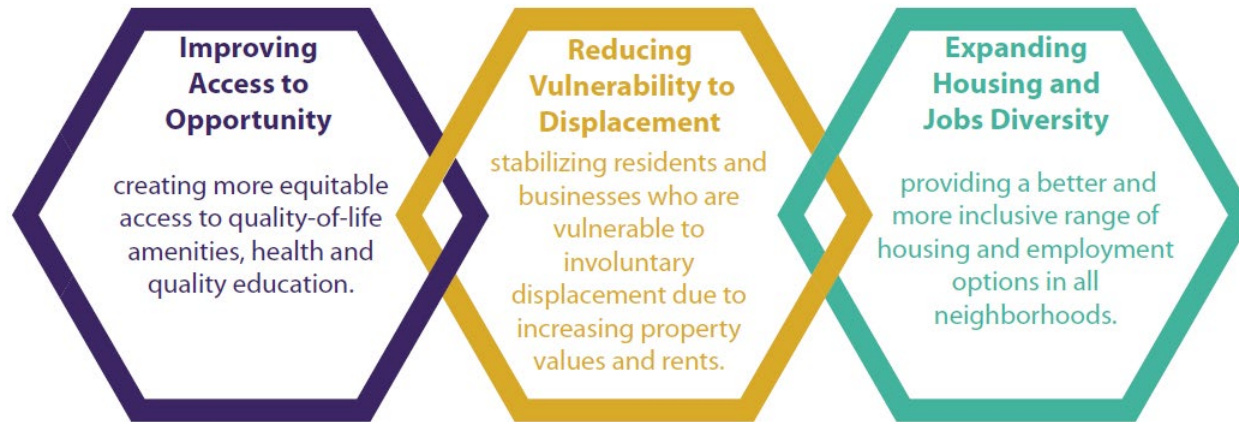 Improving
Access to
Opportunity
creating more equitable
access to quality-of-life
amenities, health and
quality education.
Reducing
Vulnerability to
Displacement
stabilizing residents and
businesses who are
vulnerable to
involuntary
displacement due to
increasing property
values and rents.
Expanding
Housing and
Jobs Diversity
providing a better and
more inclusive range of
housing and employment
options in all
neighborhoods.